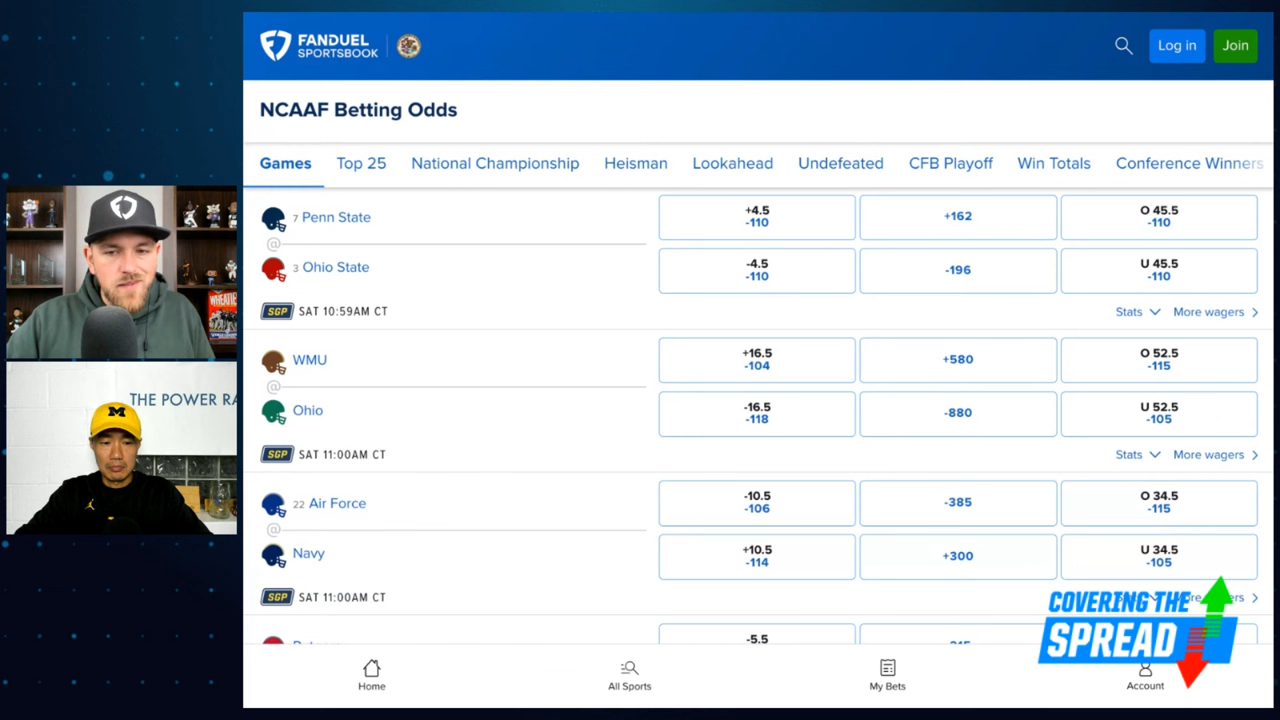 FANDUEL
SPORTSBOOK
Log in
Join
NCAAF Betting Odds
Games
Top 25
National Championship
Heisman
Lookahead
Undefeated
CFB Playoff
Win Totals
Conference Winners
7 Penn State
+4.5
-110
+162
O 45.5
-110
@
3 Ohio State
-4.5
-110
-196
U 45.5
-110
SGP SAT 10:59AM CT
Stats
More wagers
WMU
+16.5
-104
+580
O 52.5
-115
@
Ohio
-16.5
-118
-880
U 52.5
-105
SGP SAT 11:00AM CT
Stats
More wagers
22 Air Force
-10.5
-106
-385
O 34.5
-115
@
Navy
+10.5
-114
+300
U 34.5
-105
SGP SAT 11:00AM CT
-5.5
Home
All Sports
My Bets
Account
COVERING THE
SPREAD
WHEATIES
THE POWER RA
M